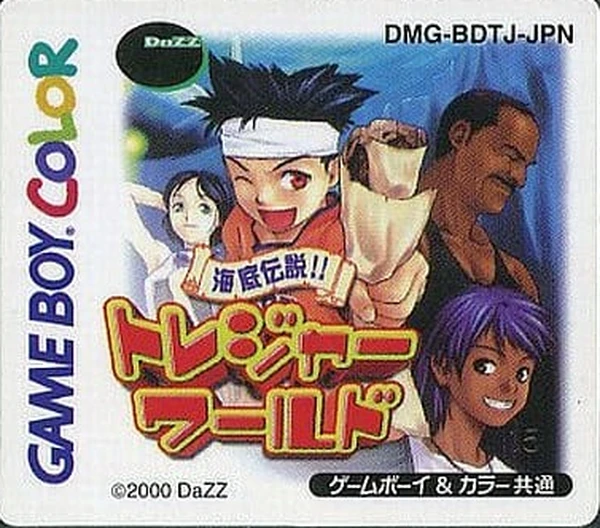 DaZZ
DMG-BDTJ-JPN
GAME BOY COLOR
海底伝説!!
トレジャー
ワールド
©2000 DaZZ
ゲームボーイ & カラー共通